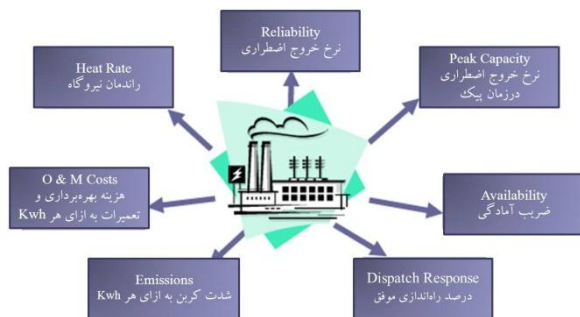 Reliability
نرخ خروج اضطراری
Peak Capacity
نرخ خروج اضطراری
درزمان پیک
Heat Rate
راندمان نیروگاه
O & M Costs
هزینه بهره‌برداری و
تعمیرات به ازای هر Kwh
Availability
ضریب آمادگی
Emissions
شدت کربن به ازای هر Kwh
Dispatch Response
درصد راه‌اندازی موفق